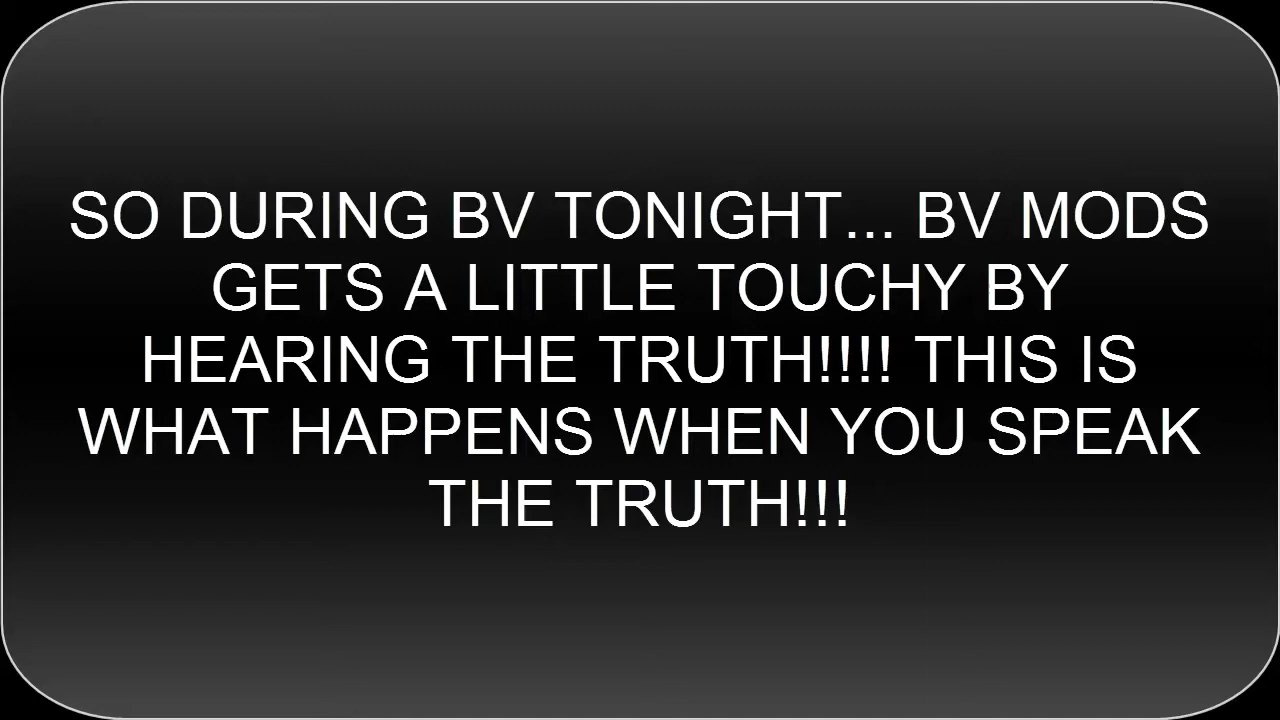 SO DURING BV TONIGHT... BV MODS
GETS A LITTLE TOUCHY BY
HEARING THE TRUTH!!!! THIS IS
WHAT HAPPENS WHEN YOU SPEAK
THE TRUTH!!!